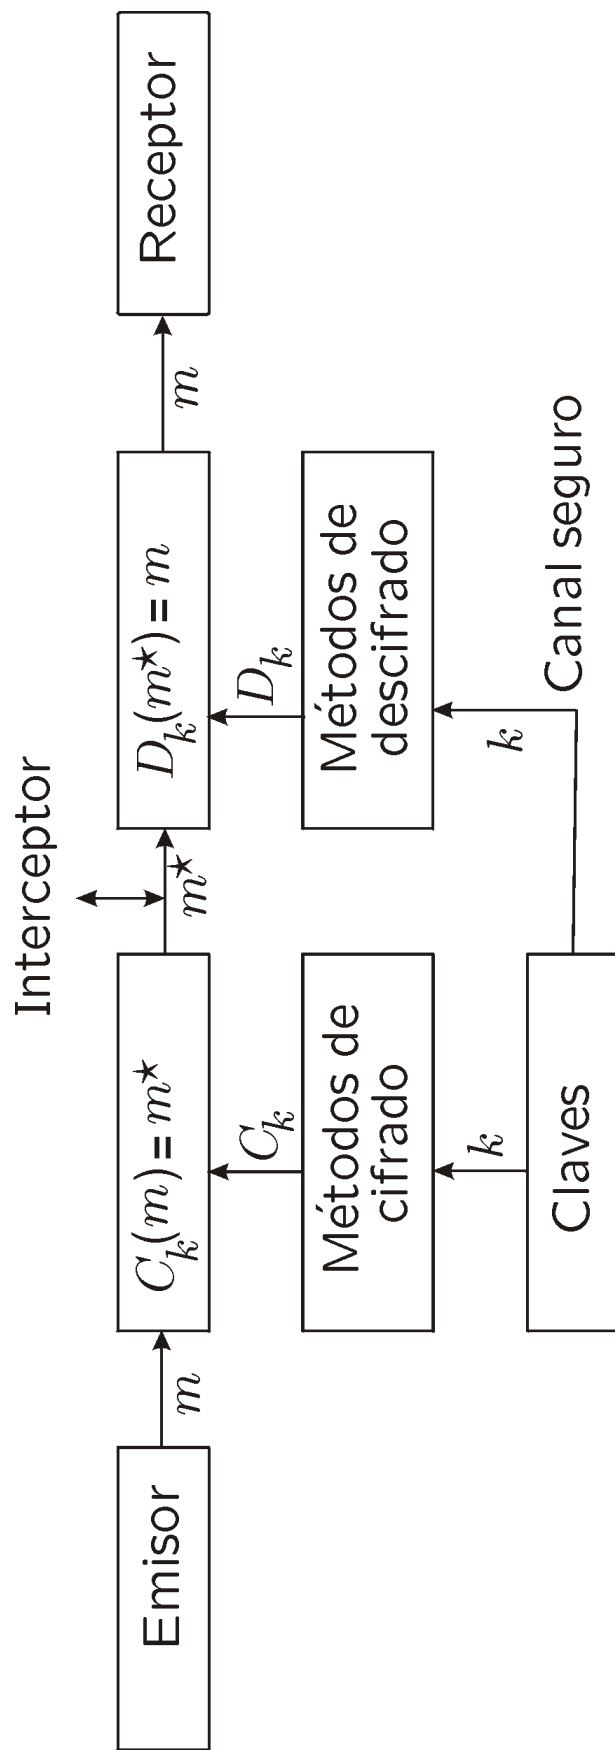 Interceptor
Emisor
m
C_k(m) = m★
m★
D_k(m★) = m
m
Receptor
C_k
D_k
Métodos de
cifrado
Métodos de
descifrado
k
k
Claves
Canal seguro